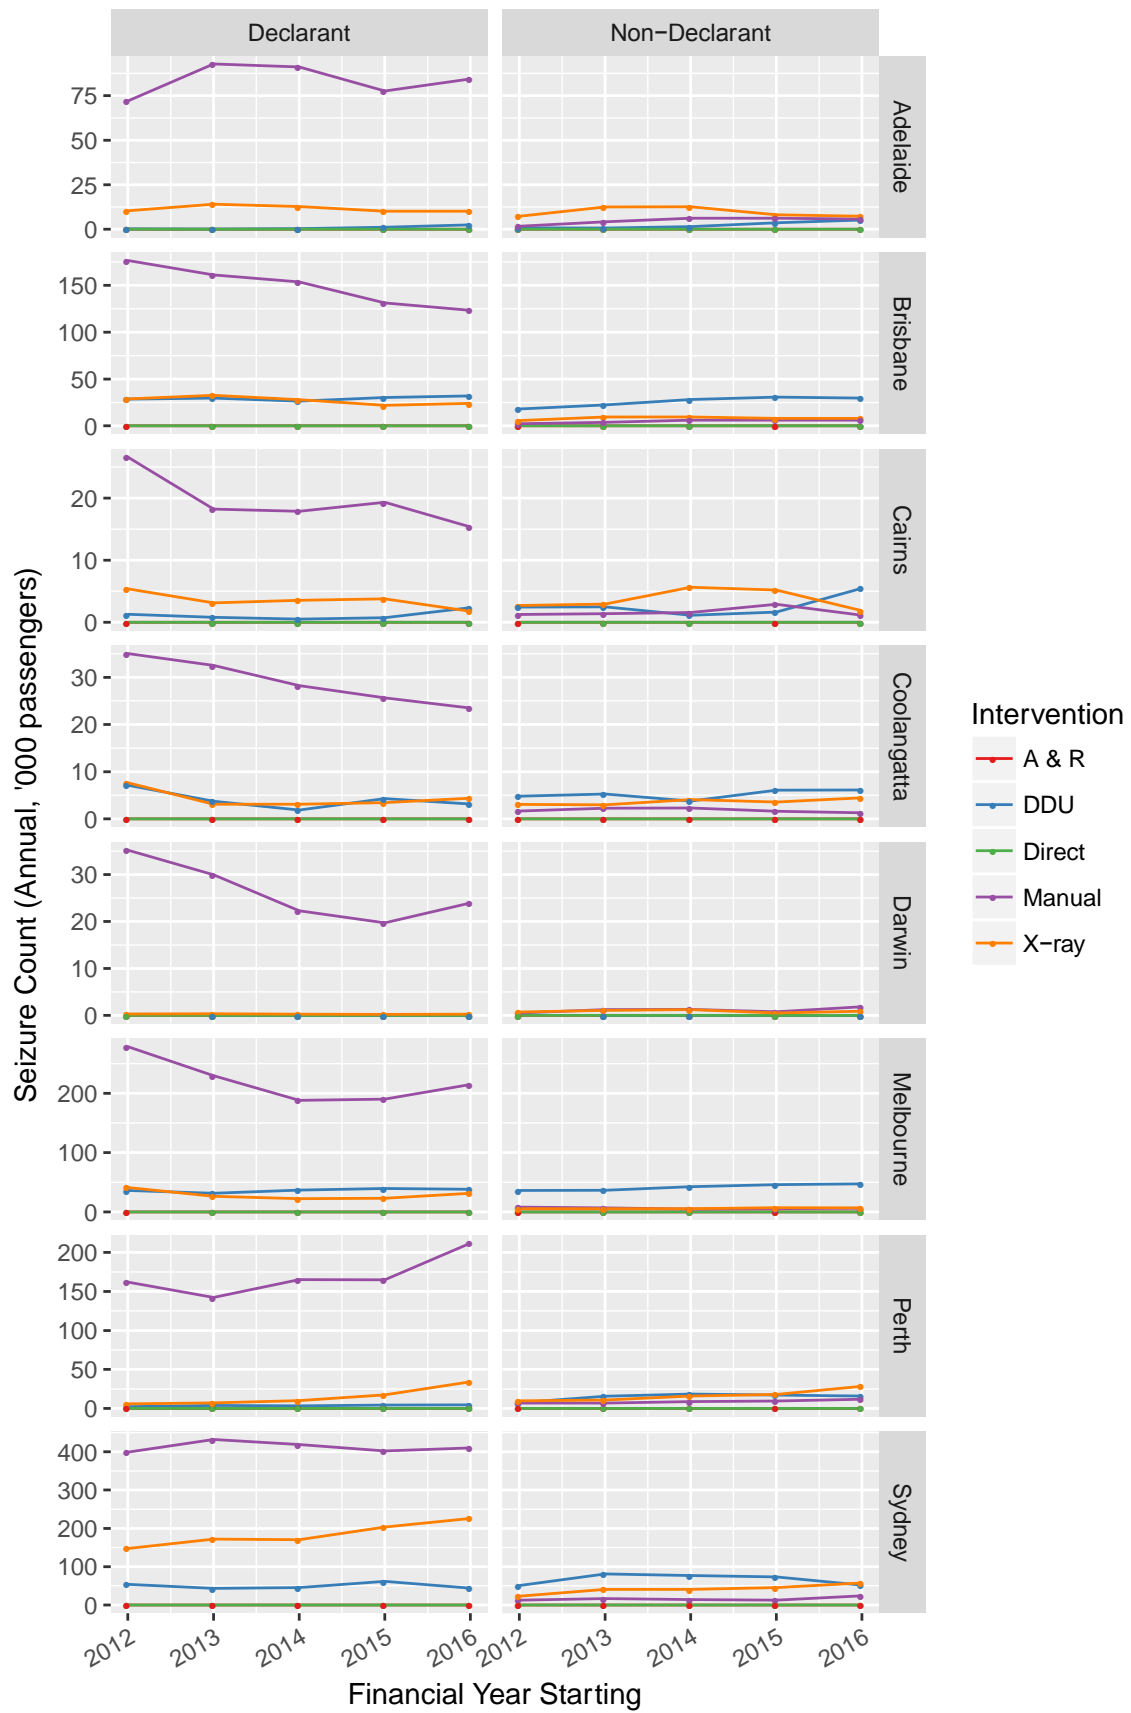 Declarant
Non−Declarant
75
50
25
0
Adelaide
150
100
50
0
Brisbane
20
10
0
Cairns
30
20
10
0
Coolangatta
30
20
10
0
Darwin
200
100
0
Melbourne
200
150
100
50
0
Perth
400
300
200
100
0
Sydney
2012 2013 2014 2015 2016
2012 2013 2014 2015 2016
Financial Year Starting
Seizure Count (Annual, '000 passengers)
Intervention
A & R
DDU
Direct
Manual
X−ray